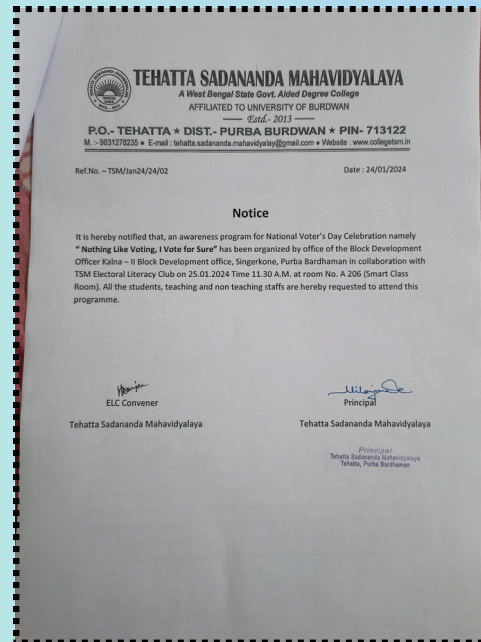 TEHATTA SADANANDA MAHAVIDYALAYA
A West Bengal State Govt. Aided Degree College
AFFILIATED TO UNIVERSITY OF BURDWAN
Estd.- 2013
P.O.- TEHATTA ★ DIST.- PURBA BURDWAN ★ PIN- 713122
M. :- 9831278235 ● E-mail : tehatta.sadananda.mahavidyalay@gmail.com ● Website : www.collegetsm.in
Ref.No. – TSM/Jan24/24/02
Date : 24/01/2024
Notice
It is hereby notified that, an awareness program for National Voter's Day Celebration namely
" Nothing Like Voting, I Vote for Sure" has been organized by office of the Block Development
Officer Kalna – II Block Development office, Singerkone, Purba Bardhaman in collaboration with
TSM Electoral Literacy Club on 25.01.2024 Time 11.30 A.M. at room No. A 206 (Smart Class
Room). All the students, teaching and non teaching staffs are hereby requested to attend this
programme.
ELC Convener
Tehatta Sadananda Mahavidyalaya
Principal
Tehatta Sadananda Mahavidyalaya
Principal
Tehatta Sadananda Mahavidyalaya
Tehatta, Purba Bardhaman